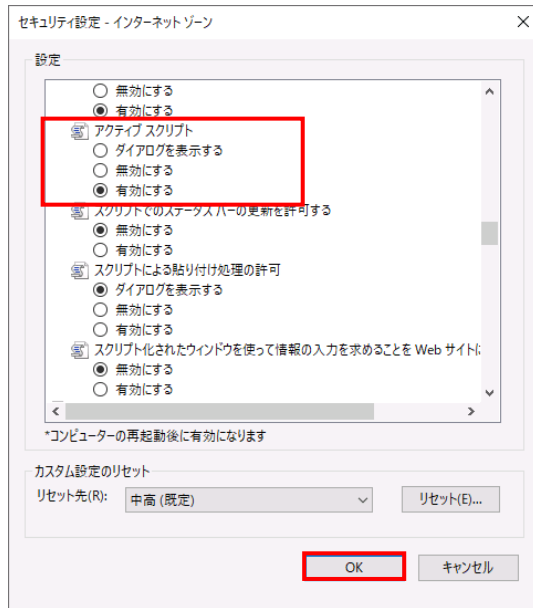 セキュリティ設定 - インターネット ゾーン
設定
無効にする
有効にする
アクティブ スクリプト
ダイアログを表示する
無効にする
有効にする
スクリプトでのステータス バーの更新を許可する
無効にする
有効にする
スクリプトによる貼り付け処理の許可
ダイアログを表示する
無効にする
有効にする
スクリプト化されたウィンドウを使って情報の入力を求めることを Web サイトに
無効にする
有効にする
*コンピューターの再起動後に有効になります
カスタム設定のリセット
リセット先(R):
中高 (既定)
リセット(E)...
OK
キャンセル